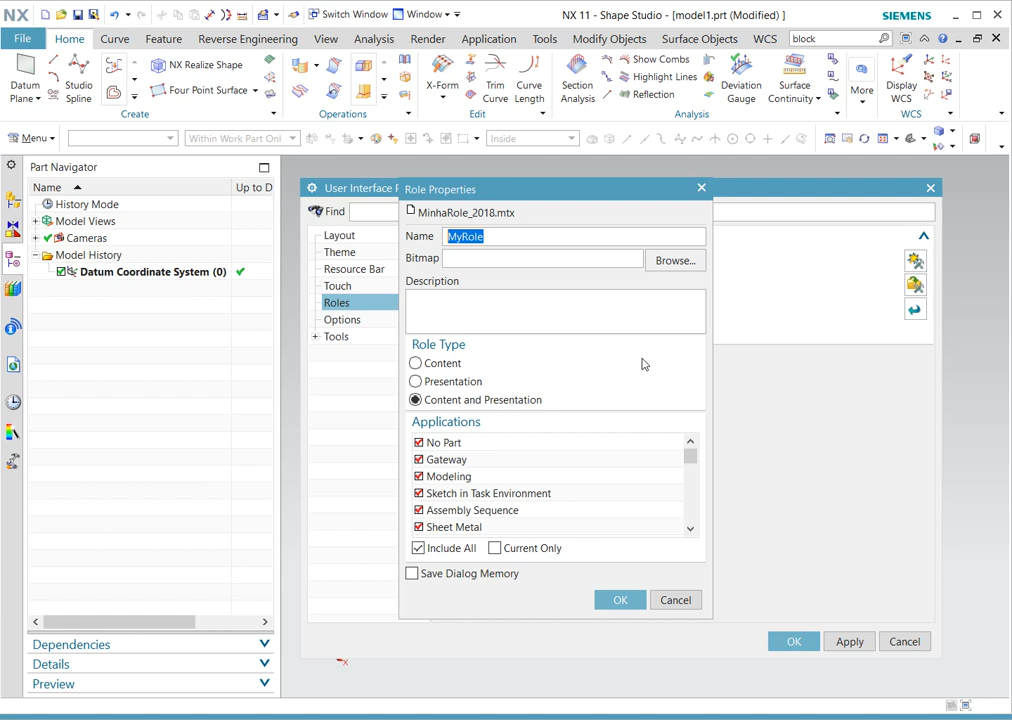 NX Switch Window Window NX 11 - Shape Studio - [model1.prt (Modified) ] SIEMENS
File Home Curve Feature Reverse Engineering View Analysis Render Application Tools Modify Objects Surface Objects WCS block
Datum Plane Studio Spline NX Realize Shape Four Point Surface X-Form Trim Curve Curve Length Section Analysis Show Combs Highlight Lines Reflection Deviation Gauge Surface Continuity More Display WCS
Create Operations Edit Analysis WCS
Menu Within Work Part Onl Inside
Part Navigator
Name Up to D
History Mode
Model Views
Cameras
Model History
Datum Coordinate System (0)
Dependencies
Details
Preview
User Interface P
Find
Layout
Theme
Resource Bar
Touch
Roles
Options
Tools
Role Properties
MinhaRole_2018.mtx
Name MyRole
Bitmap Browse...
Description
Role Type
Content
Presentation
Content and Presentation
Applications
No Part
Gateway
Modeling
Sketch in Task Environment
Assembly Sequence
Sheet Metal
Include All Current Only
Save Dialog Memory
OK Cancel
OK Apply Cancel